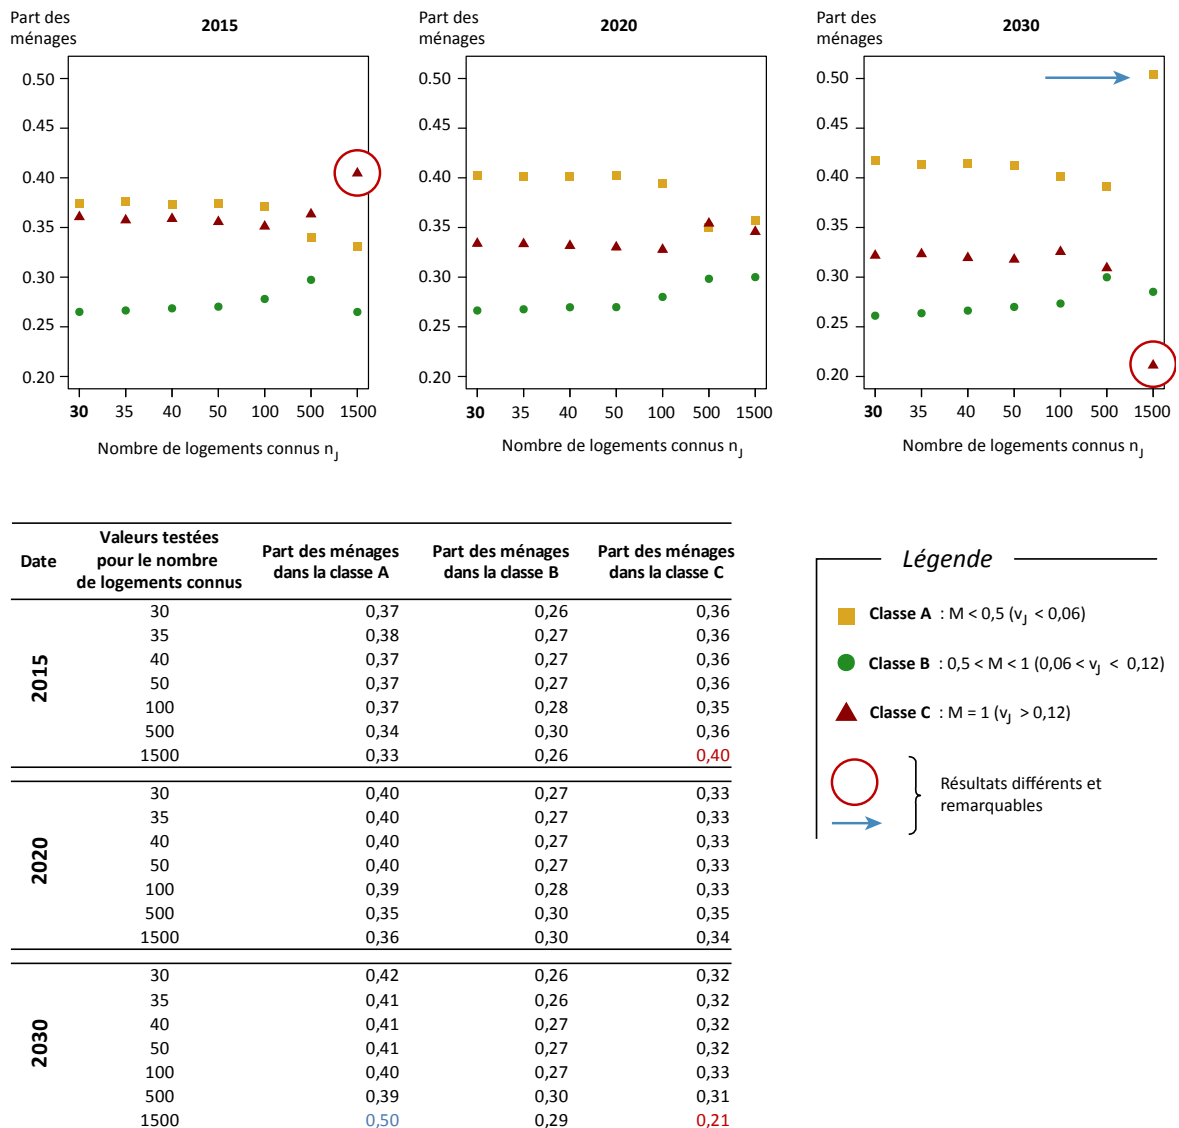 Part des
ménages
2015
0.50
0.45
0.40
0.35
0.30
0.25
0.20
30 35 40 50 100 500 1500
Nombre de logements connus nJ
Part des
ménages
2020
0.50
0.45
0.40
0.35
0.30
0.25
0.20
30 35 40 50 100 500 1500
Nombre de logements connus nJ
Part des
ménages
2030
0.50
0.45
0.40
0.35
0.30
0.25
0.20
30 35 40 50 100 500 1500
Nombre de logements connus nJ
Date
Valeurs testées
pour le nombre
de logements connus
Part des ménages
dans la classe A
Part des ménages
dans la classe B
Part des ménages
dans la classe C
2015
30 0,37 0,26 0,36
35 0,38 0,27 0,36
40 0,37 0,27 0,36
50 0,37 0,27 0,36
100 0,37 0,28 0,35
500 0,34 0,30 0,36
1500 0,33 0,26 0,40
2020
30 0,40 0,27 0,33
35 0,40 0,27 0,33
40 0,40 0,27 0,33
50 0,40 0,27 0,33
100 0,39 0,28 0,33
500 0,35 0,30 0,35
1500 0,36 0,30 0,34
2030
30 0,42 0,26 0,32
35 0,41 0,26 0,32
40 0,41 0,27 0,32
50 0,41 0,27 0,32
100 0,40 0,27 0,33
500 0,39 0,30 0,31
1500 0,50 0,29 0,21
Légende
Classe A : M < 0,5 (vJ < 0,06)
Classe B : 0,5 < M < 1 (0,06 < vJ < 0,12)
Classe C : M = 1 (vJ > 0,12)
Résultats différents et
remarquables